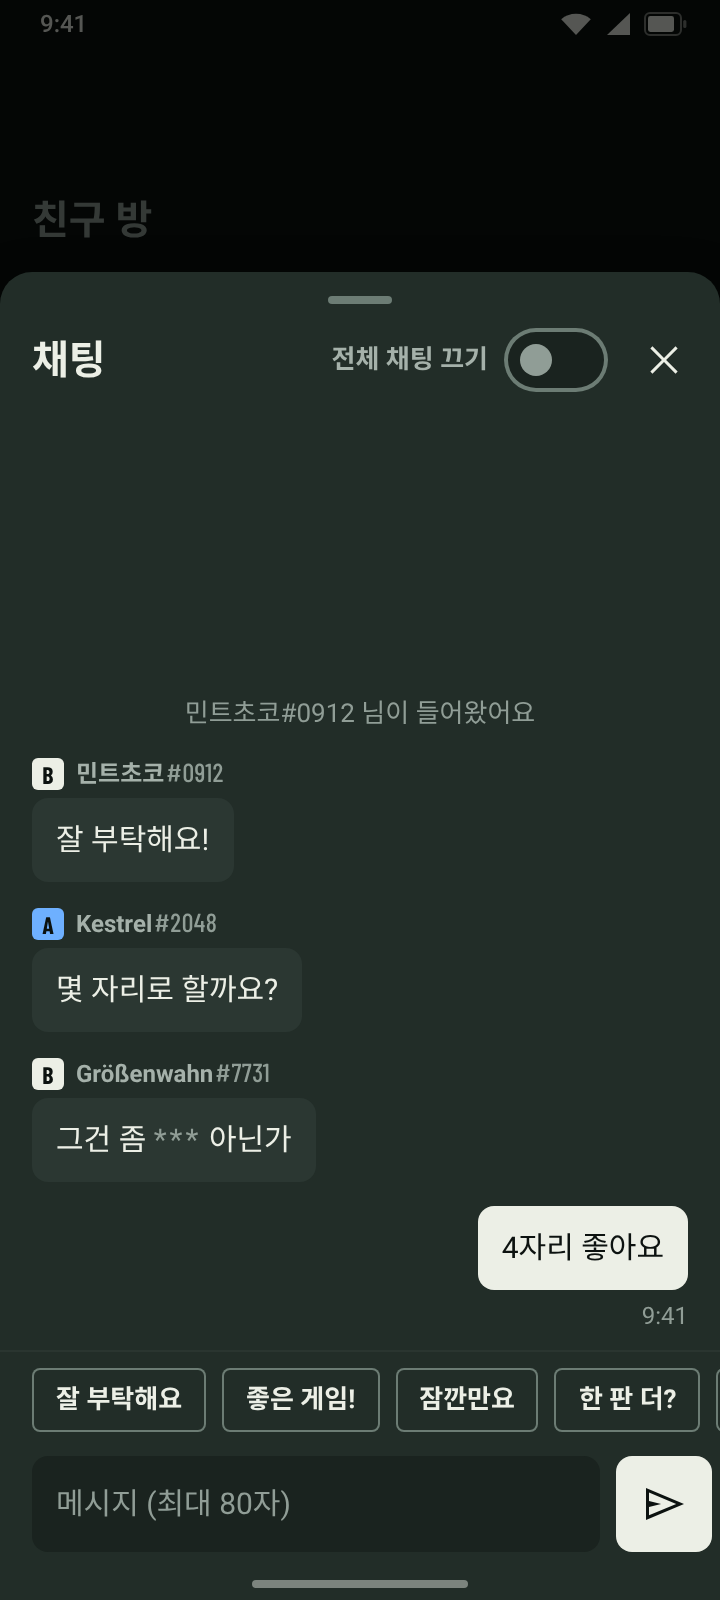 9:41
친구 방
채팅
전체 채팅 끄기
민트초코#0912 님이 들어왔어요
B 민트초코#0912
잘 부탁해요!
A Kestrel#2048
몇 자리로 할까요?
B Größenwahn#7731
그건 좀 *** 아닌가
4자리 좋아요
9:41
잘 부탁해요 좋은 게임! 잠깐만요 한 판 더?
메시지 (최대 80자)